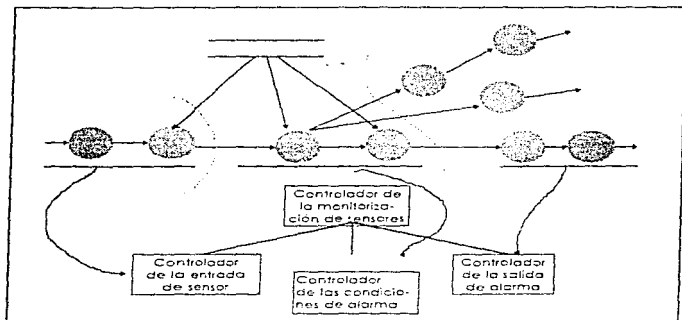 Controlador de
la monitoriza-
ción de sensores
Controlador
de la entrada
de sensor
Controlador
de las condicio-
nes de alarma
Controlador
de la salida
de alarma